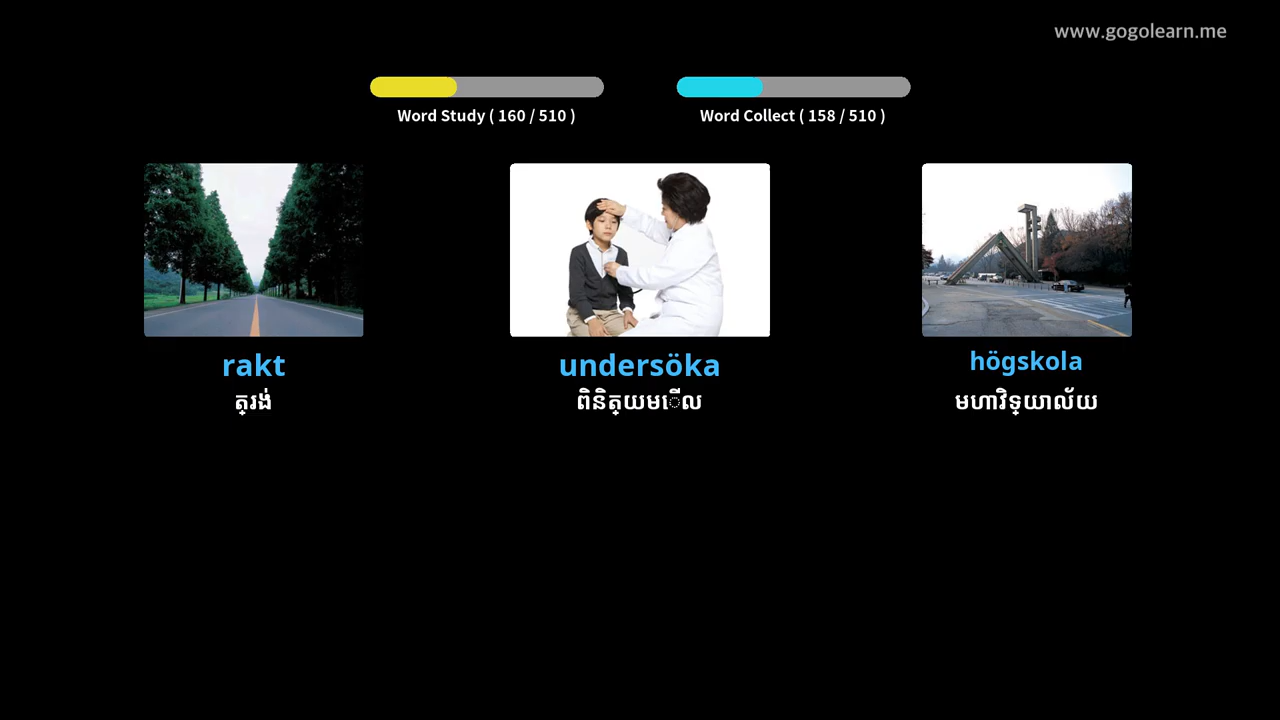 www.gogolearn.me
Word Study ( 160 / 510 )
Word Collect ( 158 / 510 )
rakt
ត្រង់
undersöka
ពិនិត្យមើល
högskola
មហាវិទ្យាល័យ